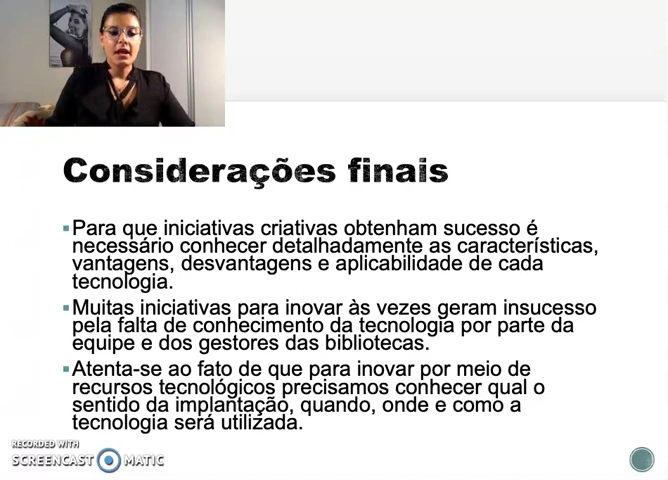 Considerações finais
Para que iniciativas criativas obtenham sucesso é
necessário conhecer detalhadamente as características,
vantagens, desvantagens e aplicabilidade de cada
tecnologia.
Muitas iniciativas para inovar às vezes geram insucesso
pela falta de conhecimento da tecnologia por parte da
equipe e dos gestores das bibliotecas.
Atenta-se ao fato de que para inovar por meio de
recursos tecnológicos precisamos conhecer qual o
sentido da implantação, quando, onde e como a
tecnologia será utilizada.
RECORDED WITH
SCREENCAST MATIC